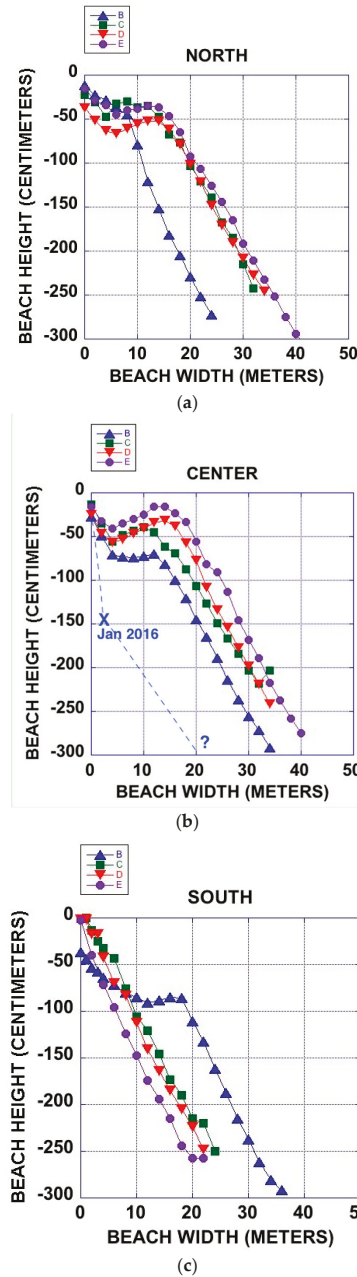 B
C
D
E
NORTH
BEACH HEIGHT (CENTIMETERS)
0
-50
-100
-150
-200
-250
-300
0 10 20 30 40 50
BEACH WIDTH (METERS)
(a)
B
C
D
E
CENTER
BEACH HEIGHT (CENTIMETERS)
0
-50
-100
-150
-200
-250
-300
X
Jan 2016
?
0 10 20 30 40 50
BEACH WIDTH (METERS)
(b)
B
C
D
E
SOUTH
BEACH HEIGHT (CENTIMETERS)
0
-50
-100
-150
-200
-250
-300
0 10 20 30 40 50
BEACH WIDTH (METERS)
(c)